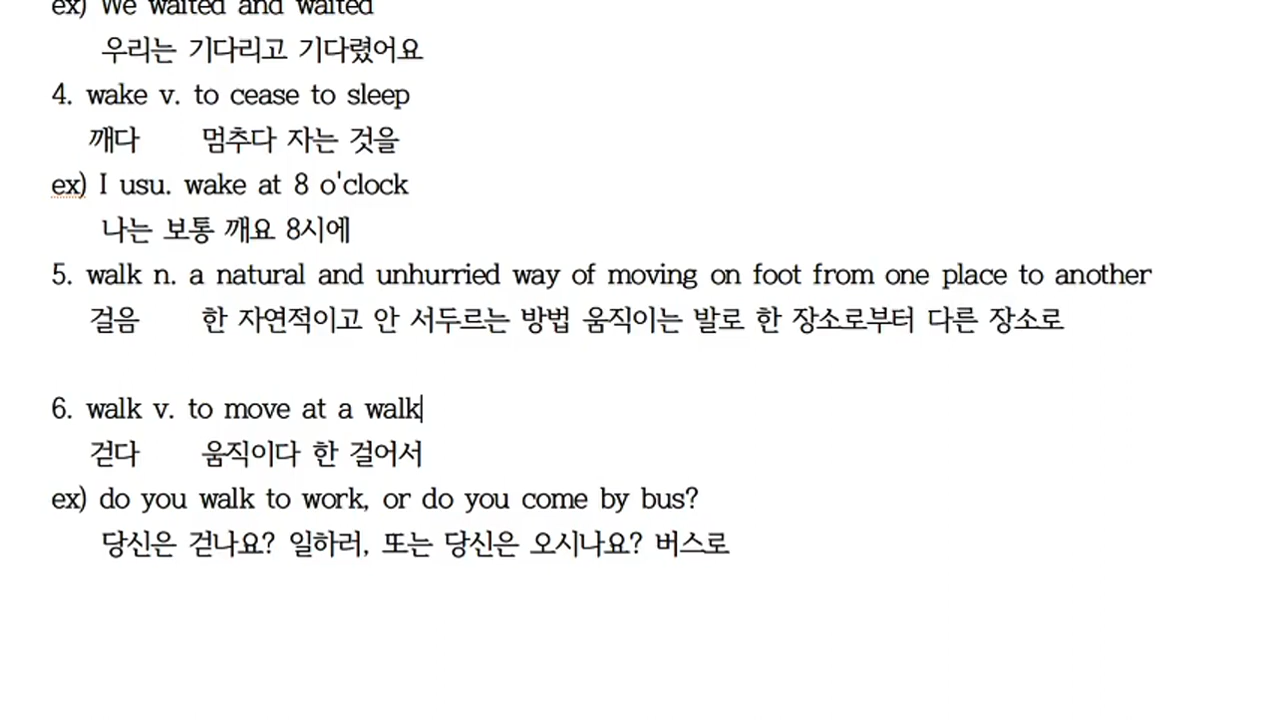 ex) We waited and waited
우리는 기다리고 기다렸어요
4. wake v. to cease to sleep
깨다 멈추다 자는 것을
ex) I usu. wake at 8 o'clock
나는 보통 깨요 8시에
5. walk n. a natural and unhurried way of moving on foot from one place to another
걸음 한 자연적이고 안 서두르는 방법 움직이는 발로 한 장소로부터 다른 장소로
6. walk v. to move at a walk
걷다 움직이다 한 걸어서
ex) do you walk to work, or do you come by bus?
당신은 걷나요? 일하러, 또는 당신은 오시나요? 버스로